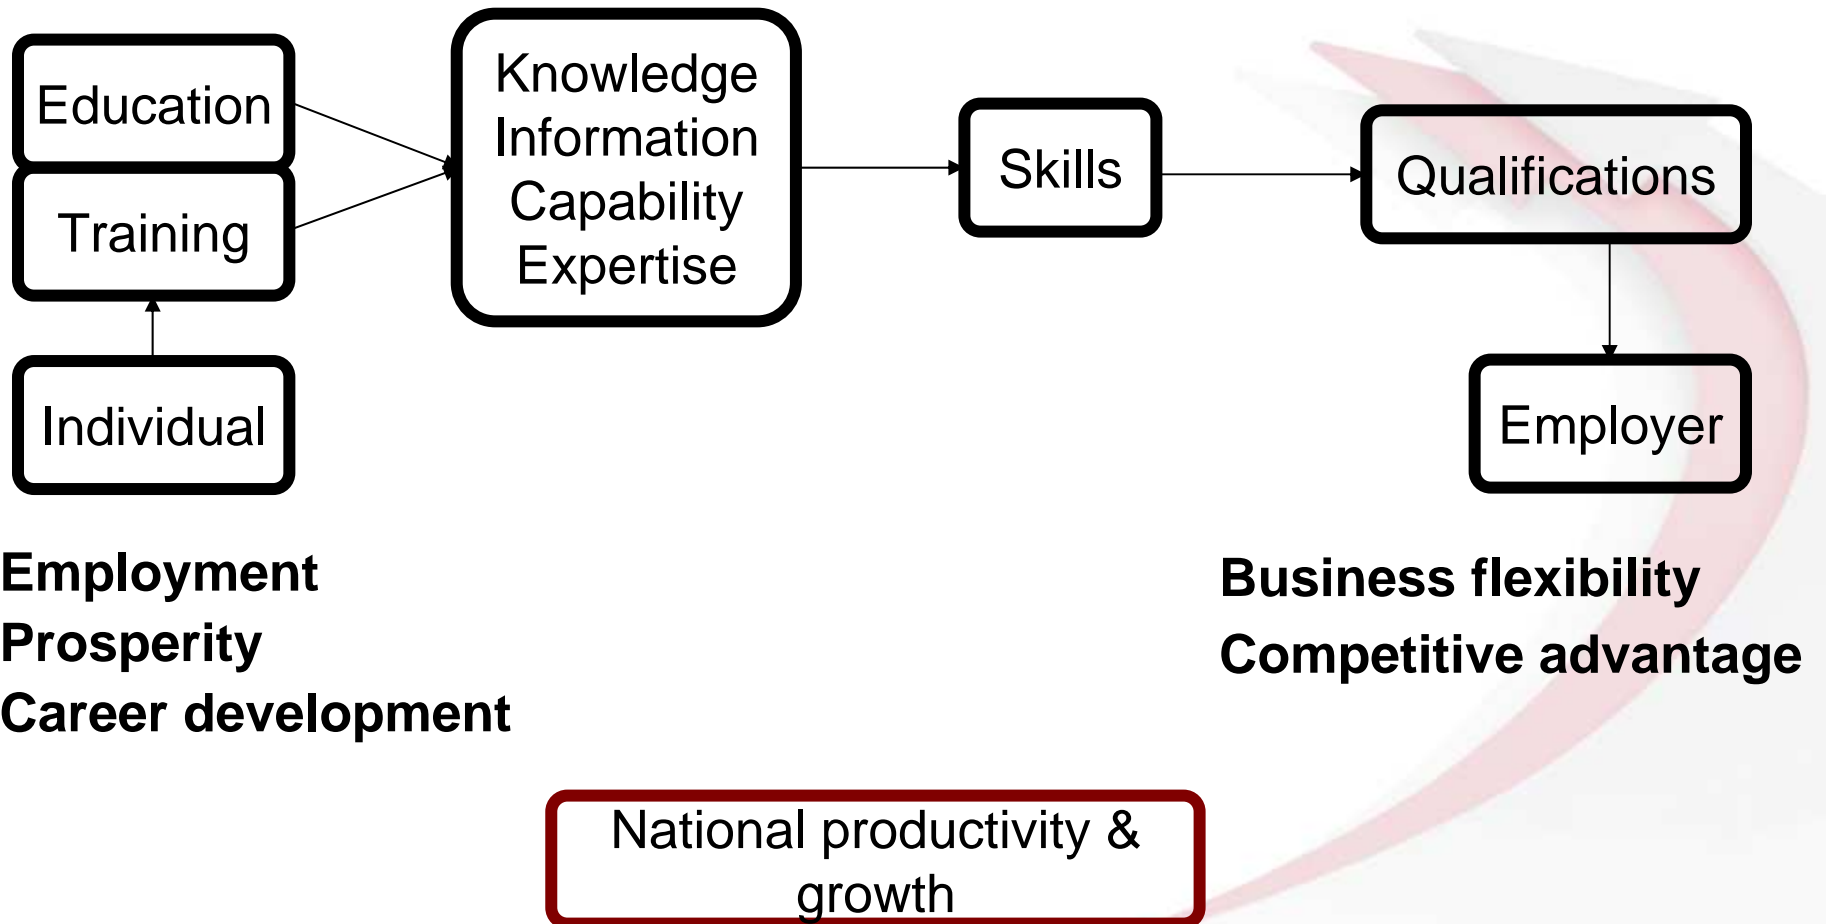 Education
Training
Individual
Knowledge
Information
Capability
Expertise
Skills
Qualifications
Employer
Employment
Prosperity
Career development
Business flexibility
Competitive advantage
National productivity &
growth